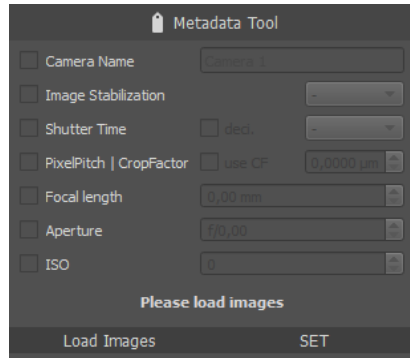 Metadata Tool
Camera Name Camera 1
Image Stabilization -
Shutter Time deci. -
PixelPitch | CropFactor use CF 0,0000 µm
Focal length 0,00 mm
Aperture f/0,00
ISO 0
Please load images
Load Images SET